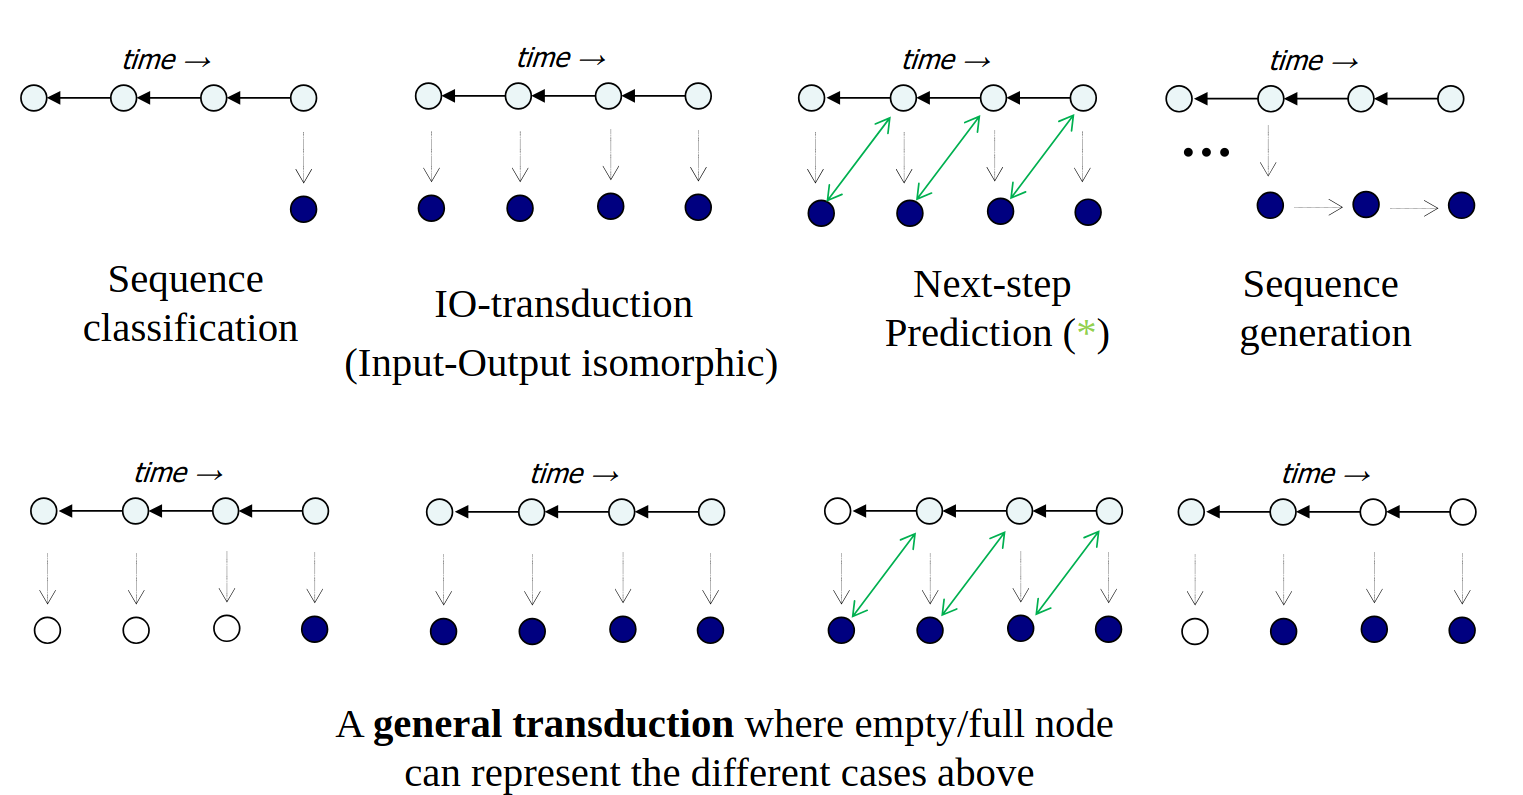 time →
time →
time →
time →
...
Sequence
classification
IO-transduction
(Input-Output isomorphic)
Next-step
Prediction (*)
Sequence
generation
time →
time →
time →
A general transduction where empty/full node
can represent the different cases above